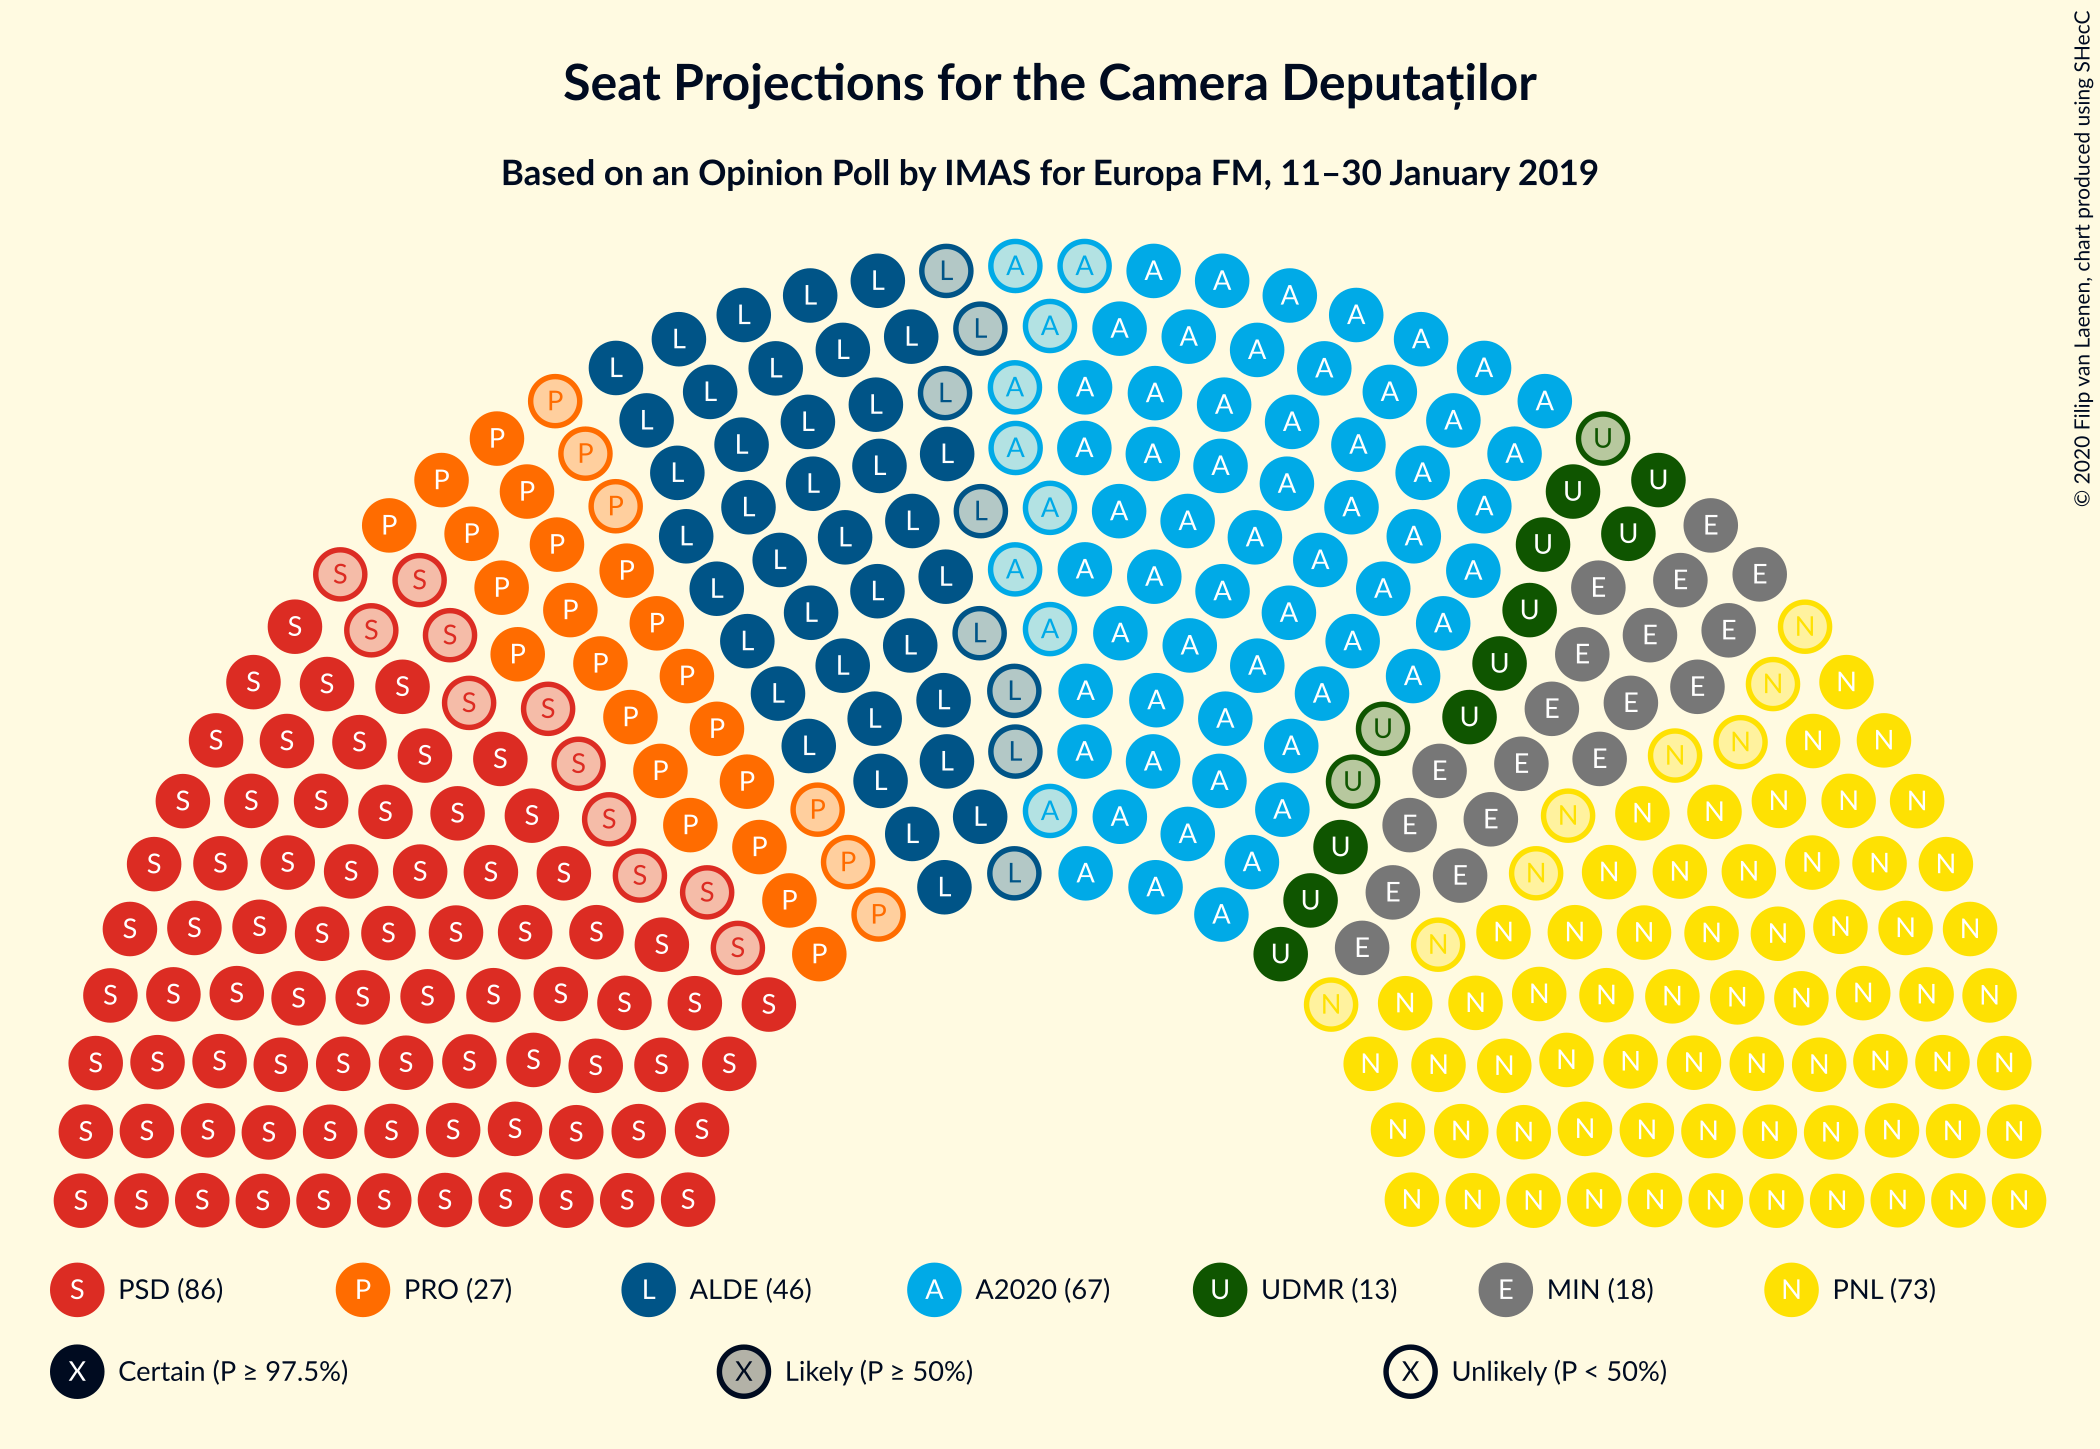 Seat Projections for the Camera Deputaților
Based on an Opinion Poll by IMAS for Europa FM, 11–30 January 2019
© 2020 Filip van Laenen, chart produced using SHecC
S PSD (86) P PRO (27) L ALDE (46) A A2020 (67) U UDMR (13) E MIN (18) N PNL (73)
X Certain (P ≥ 97.5%) X Likely (P ≥ 50%) X Unlikely (P < 50%)